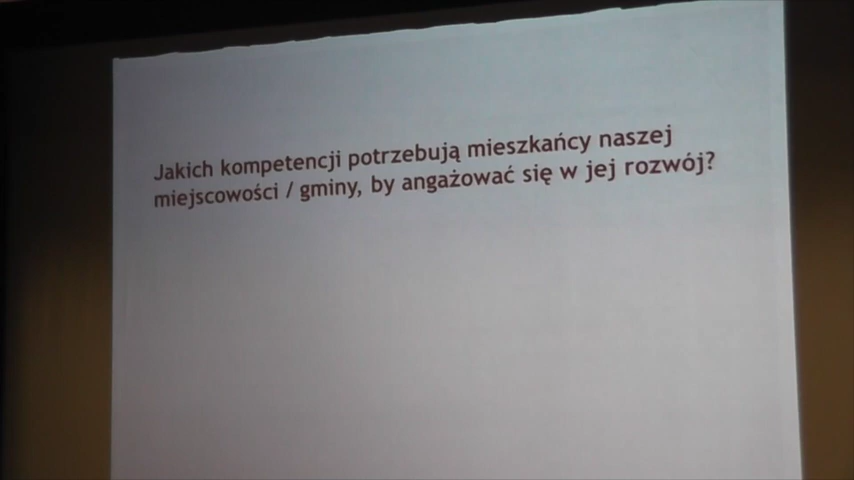 Jakich kompetencji potrzebują mieszkańcy naszej
miejscowości / gminy, by angażować się w jej rozwój?